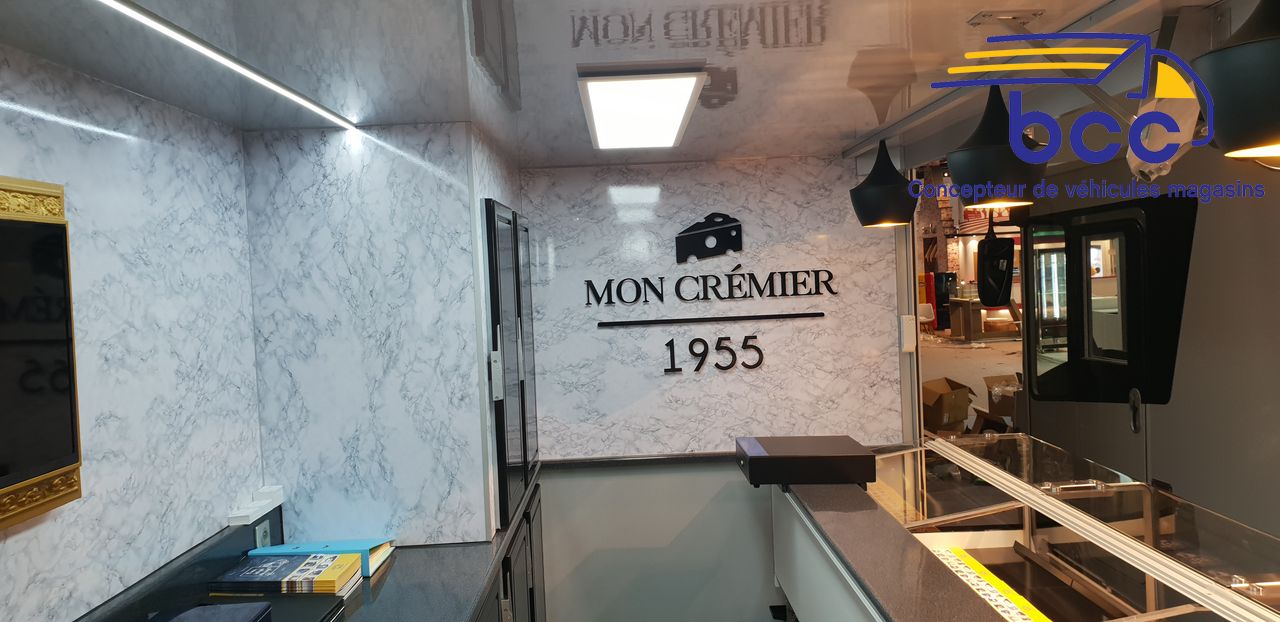 bcc
Concepteur de véhicules magasins
MON CRÉMIER
1955